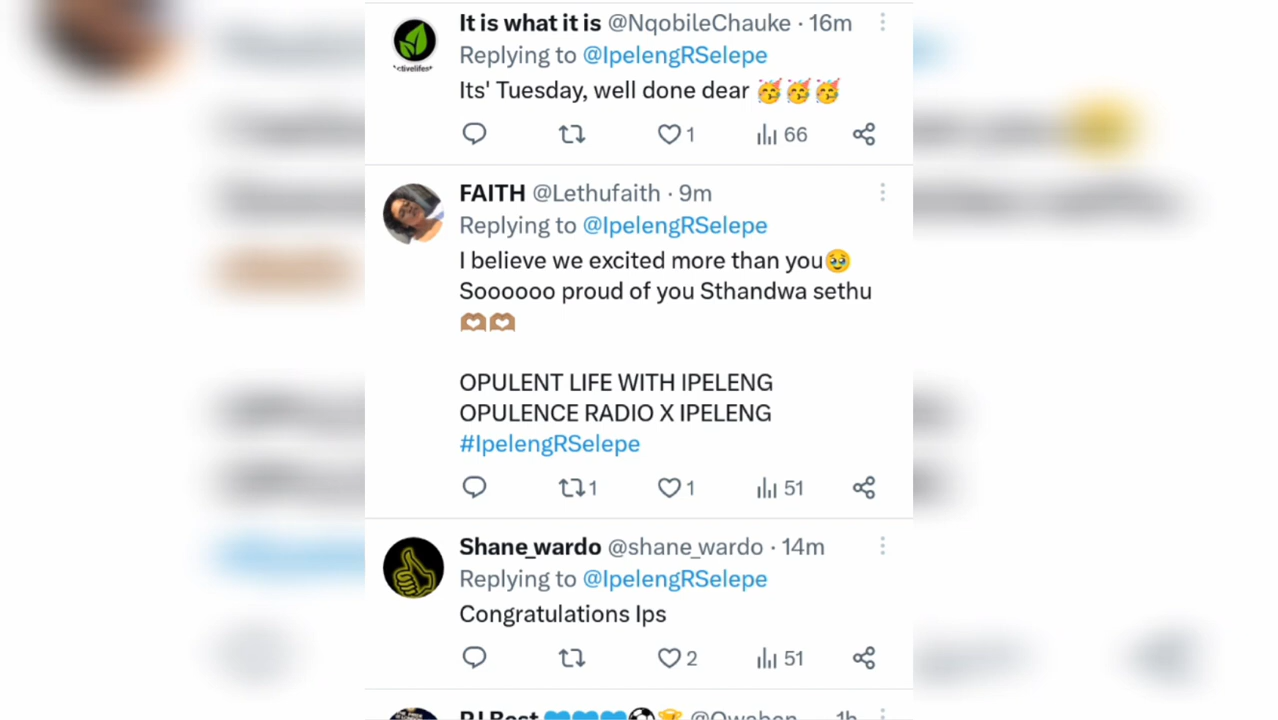 It is what it is @NqobileChauke · 16m
Replying to @IpelengRSelepe
Its' Tuesday, well done dear 🥳🥳🥳
1 66
FAITH @Lethufaith · 9m
Replying to @IpelengRSelepe
I believe we excited more than you🥹
Soooooo proud of you Sthandwa sethu
🫶🏽🫶🏽
OPULENT LIFE WITH IPELENG
OPULENCE RADIO X IPELENG
#IpelengRSelepe
1 1 51
Shane_wardo @shane_wardo · 14m
Replying to @IpelengRSelepe
Congratulations Ips
2 51